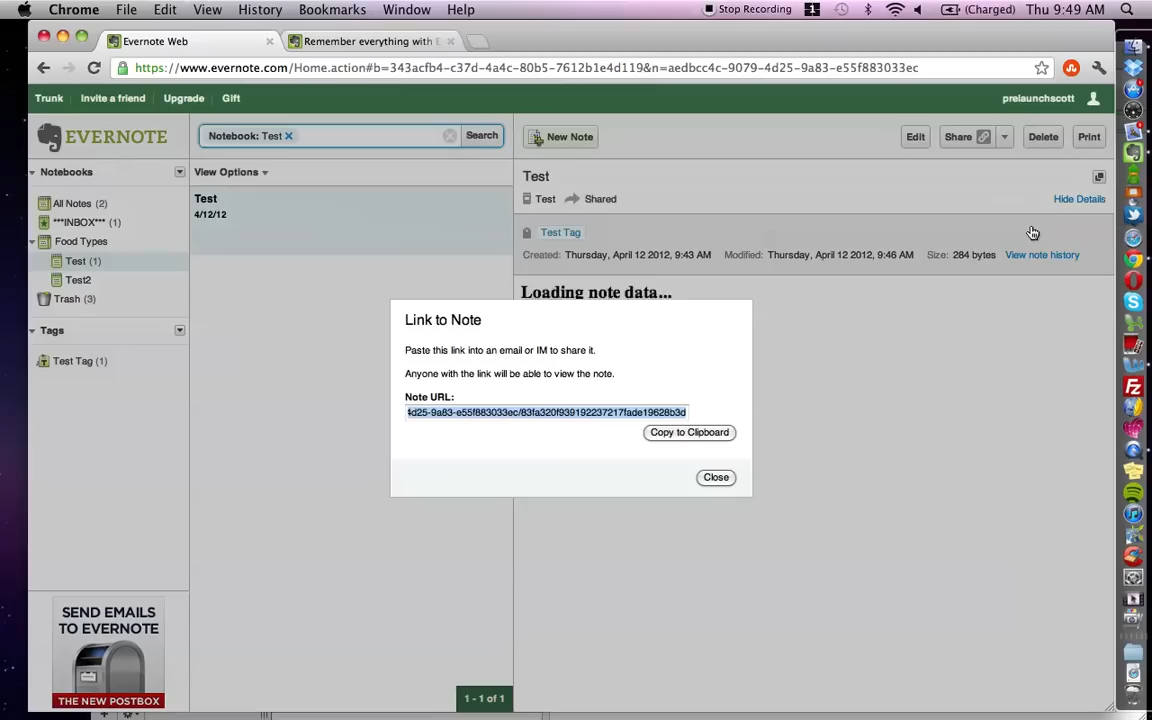 Chrome File Edit View History Bookmarks Window Help Stop Recording 1 (Charged) Thu 9:49 AM
Evernote Web × Remember everything with E ×
https://www.evernote.com/Home.action#b=343acfb4-c37d-4a4c-80b5-7612b1e4d119&n=aedbcc4c-9079-4d25-9a83-e55f883033ec
Trunk Invite a friend Upgrade Gift prelaunchscott
EVERNOTE Notebook: Test × Search New Note Edit Share Delete Print
Notebooks View Options Test
Test Test Shared Hide Details
All Notes (2) 4/12/12
***INBOX*** (1)
Food Types Test Tag
Test (1) Created: Thursday, April 12 2012, 9:43 AM Modified: Thursday, April 12 2012, 9:46 AM Size: 284 bytes View note history
Test2
Trash (3) Loading note data...
Link to Note
Tags
Paste this link into an email or IM to share it.
Test Tag (1)
Anyone with the link will be able to view the note.
Note URL:
4d25-9a83-e55f883033ec/83fa320f939192237217fade19628b3d
Copy to Clipboard
Close
SEND EMAILS
TO EVERNOTE
THE NEW POSTBOX
1 - 1 of 1